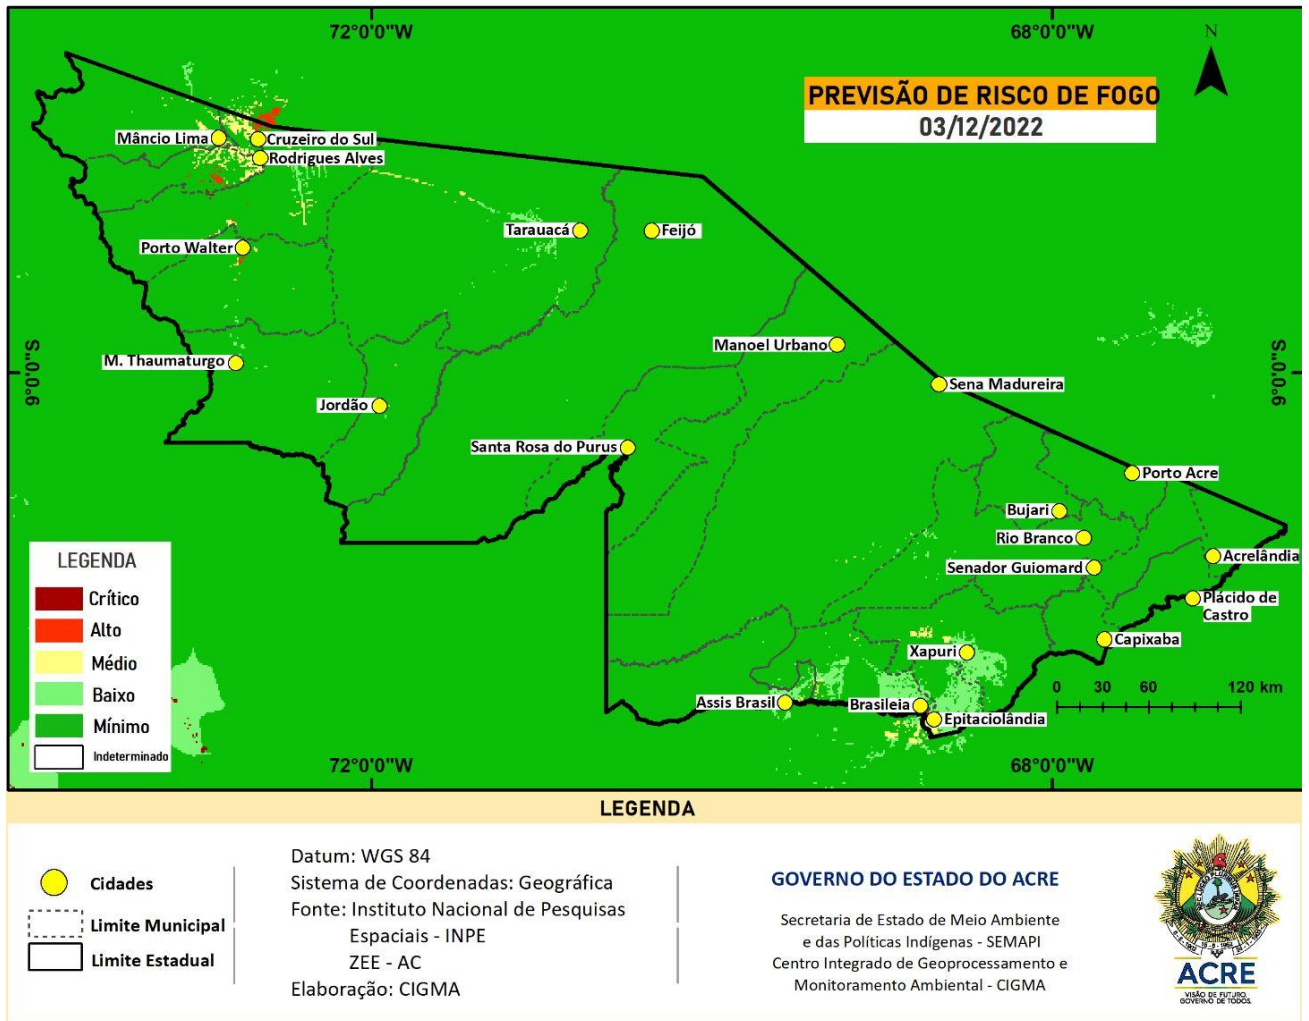 72°0'0"W
68°0'0"W
N
PREVISÃO DE RISCO DE FOGO
03/12/2022
Mâncio Lima
Cruzeiro do Sul
Rodrigues Alves
Porto Walter
Tarauacá
Feijó
M. Thaumaturgo
Jordão
Manoel Urbano
Sena Madureira
Santa Rosa do Purus
Porto Acre
Bujari
Rio Branco
Senador Guiomard
Acrelândia
Plácido de
Castro
Capixaba
Xapuri
Assis Brasil
Brasileia
Epitaciolândia
9°0'0"S
9°0'0"S
0 30 60 120 km
LEGENDA
Crítico
Alto
Médio
Baixo
Mínimo
Indeterminado
72°0'0"W
68°0'0"W
LEGENDA
Cidades
Limite Municipal
Limite Estadual
Datum: WGS 84
Sistema de Coordenadas: Geográfica
Fonte: Instituto Nacional de Pesquisas
Espaciais - INPE
ZEE - AC
Elaboração: CIGMA
GOVERNO DO ESTADO DO ACRE
Secretaria de Estado de Meio Ambiente
e das Políticas Indígenas - SEMAPI
Centro Integrado de Geoprocessamento e
Monitoramento Ambiental - CIGMA
ACRE
VISÃO DE FUTURO.
GOVERNO DE TODOS.